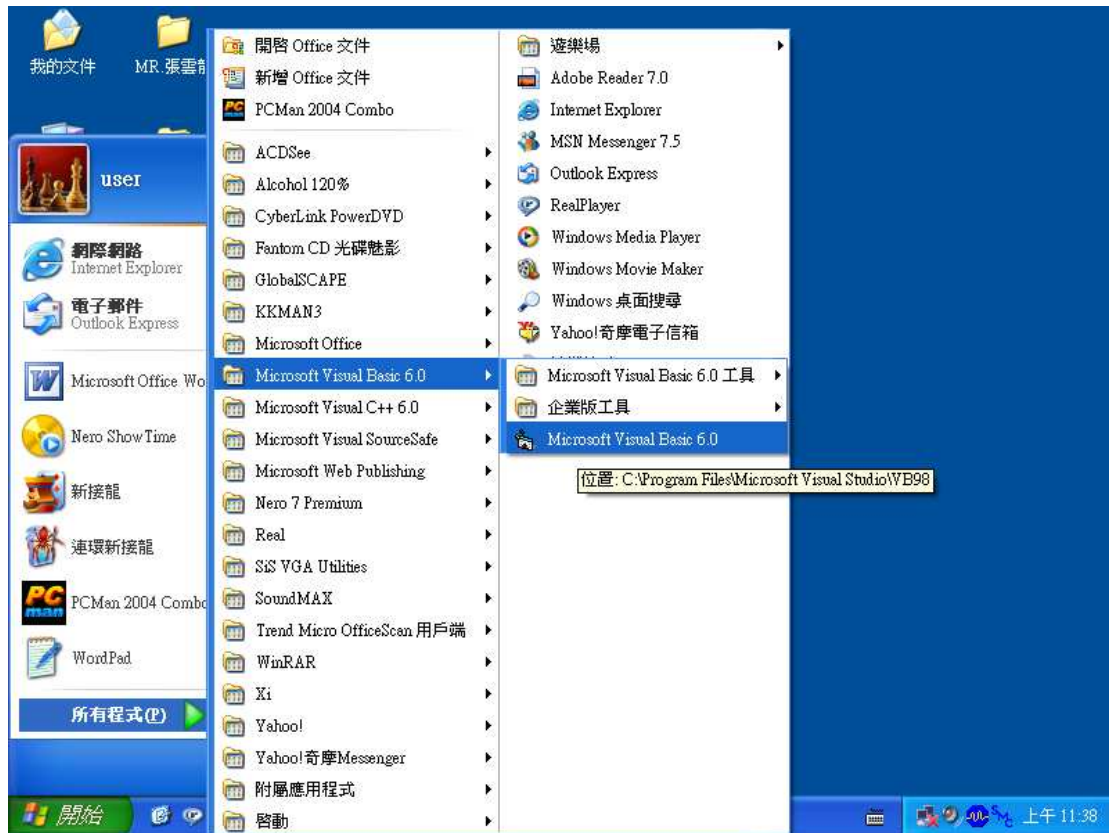 我的文件
MR.張雲
user
網際網路
Internet Explorer
電子郵件
Outlook Express
Microsoft Office Wo
Nero ShowTime
新接龍
連環新接龍
PCMan 2004 Combo
WordPad
所有程式(P)
開始
開啟 Office 文件
新增 Office 文件
PCMan 2004 Combo
ACDSee
Alcohol 120%
CyberLink PowerDVD
Fantom CD 光碟魅影
GlobalSCAPE
KKMAN3
Microsoft Office
Microsoft Visual Basic 6.0
Microsoft Visual C++ 6.0
Microsoft Visual SourceSafe
Microsoft Web Publishing
Nero 7 Premium
Real
SiS VGA Utilities
SoundMAX
Trend Micro OfficeScan 用戶端
WinRAR
Xi
Yahoo!
Yahoo!奇摩Messenger
附屬應用程式
啓動
遊樂場
Adobe Reader 7.0
Internet Explorer
MSN Messenger 7.5
Outlook Express
RealPlayer
Windows Media Player
Windows Movie Maker
Windows 桌面搜尋
Yahoo!奇摩電子信箱
Microsoft Visual Basic 6.0 工具
企業版工具
Microsoft Visual Basic 6.0
位置: C:\Program Files\Microsoft Visual Studio\VB98
上午 11:38